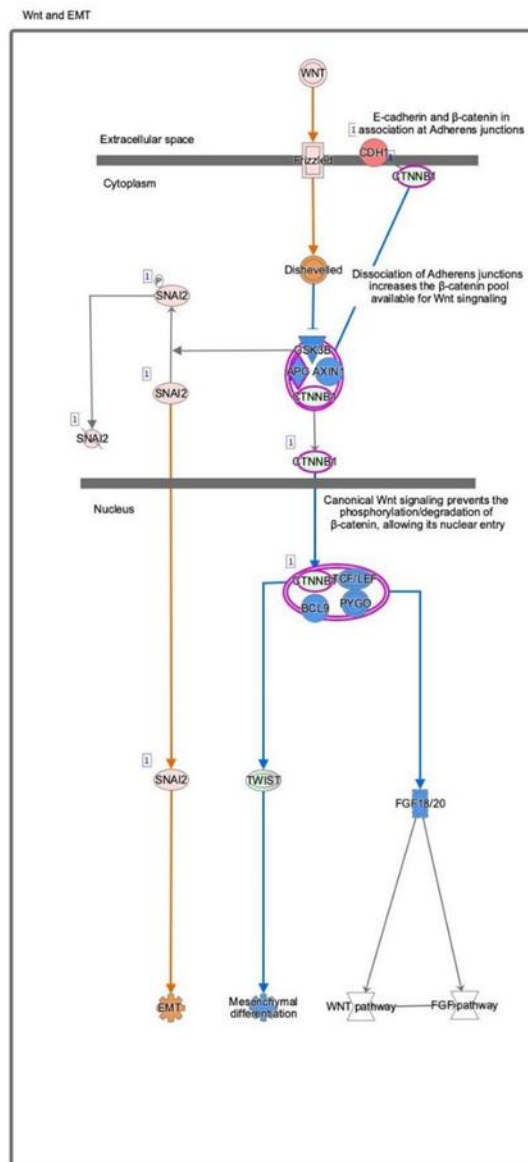 Wnt and EMT
WNT
E-cadherin and β-catenin in
association at Adherens junctions
1
Extracellular space
CDH1
Frizzled
Cytoplasm
CTNNB1
Dishevelled
Dissociation of Adherens junctions
increases the β-catenin pool
available for Wnt singnaling
1
P
SNAI2
GSK3B
APC AXIN1
1
SNAI2
CTNNB1
1
SNAI2
1
CTNNB1
Nucleus
Canonical Wnt signaling prevents the
phosphorylation/degradation of
β-catenin, allowing its nuclear entry
1
CTNNB1
TCF/LEF
BCL9
PYGO
1
SNAI2
TWIST
FGF18/20
EMT
Mesenchymal
differentiation
WNT pathway
FGF pathway